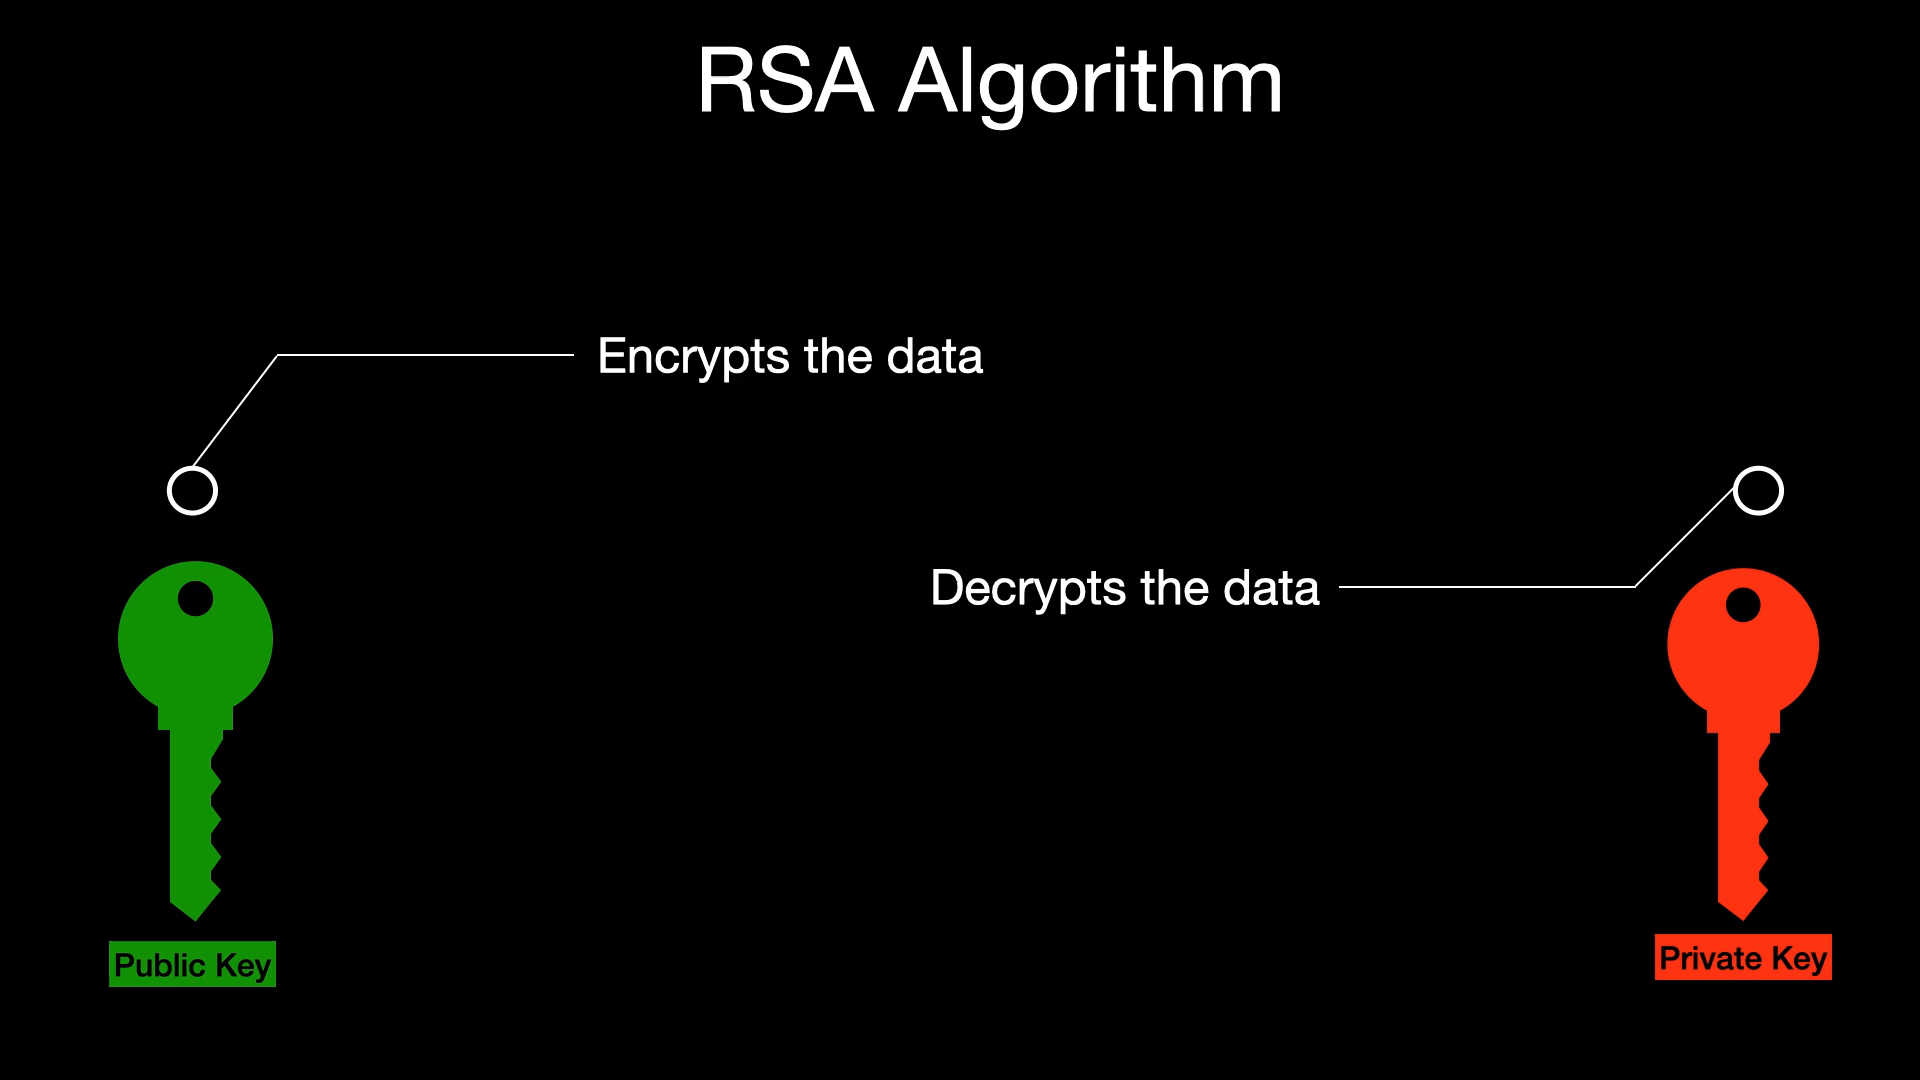 RSA Algorithm
Encrypts the data
Decrypts the data
Public Key
Private Key